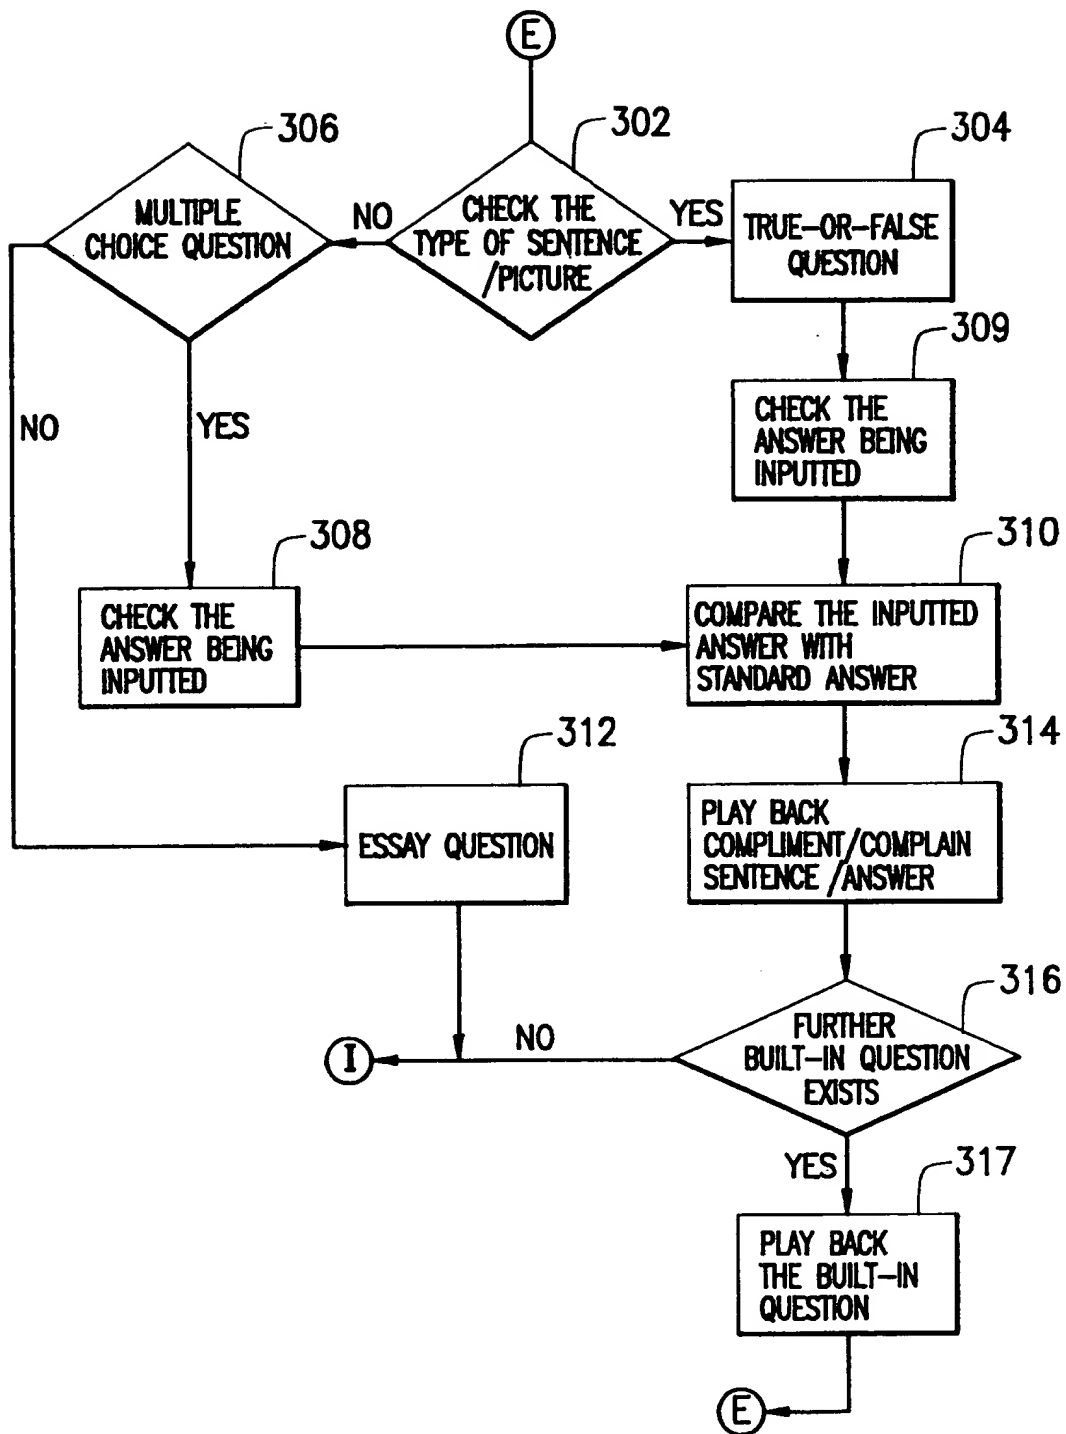 E
306
302
304
MULTIPLE
CHOICE QUESTION
NO
CHECK THE
TYPE OF SENTENCE
/PICTURE
YES
TRUE-OR-FALSE
QUESTION
309
NO
YES
CHECK THE
ANSWER BEING
INPUTTED
308
310
CHECK THE
ANSWER BEING
INPUTTED
COMPARE THE INPUTTED
ANSWER WITH
STANDARD ANSWER
312
314
ESSAY QUESTION
PLAY BACK
COMPLIMENT/COMPLAIN
SENTENCE/ANSWER
316
I
NO
FURTHER
BUILT-IN QUESTION
EXISTS
YES
317
PLAY BACK
THE BUILT-IN
QUESTION
E